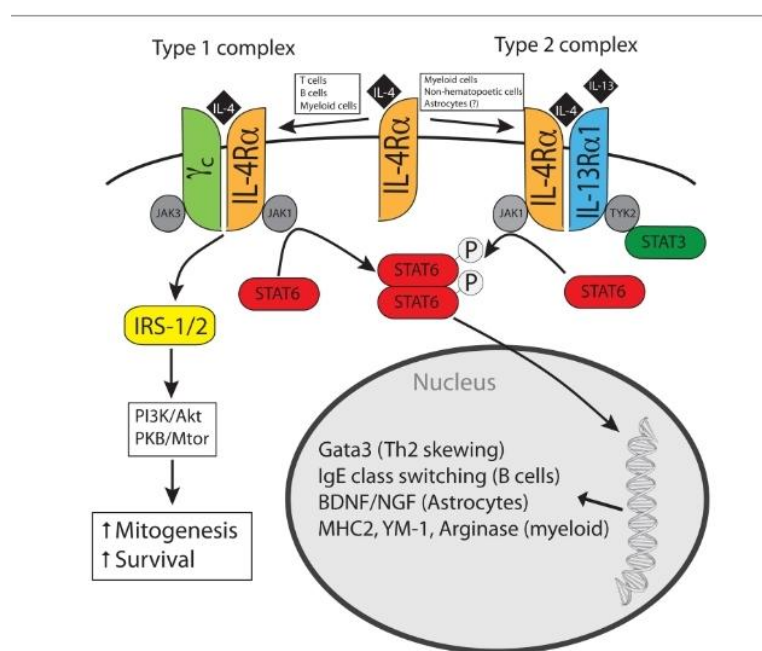 Type 1 complex
Type 2 complex
T cells
B cells
Myeloid cells
Myeloid cells
Non-hematopoetic cells
Astrocytes (?)
IL-4
IL-4
IL-4
IL-13
γc
IL-4Rα
IL-4Rα
IL-4Rα
IL-13Rα1
JAK3
JAK1
JAK1
TYK2
STAT3
STAT6
STAT6
STAT6
P
P
STAT6
IRS-1/2
PI3K/Akt
PKB/Mtor
↑Mitogenesis
↑Survival
Nucleus
Gata3 (Th2 skewing)
IgE class switching (B cells)
BDNF/NGF (Astrocytes)
MHC2, YM-1, Arginase (myeloid)